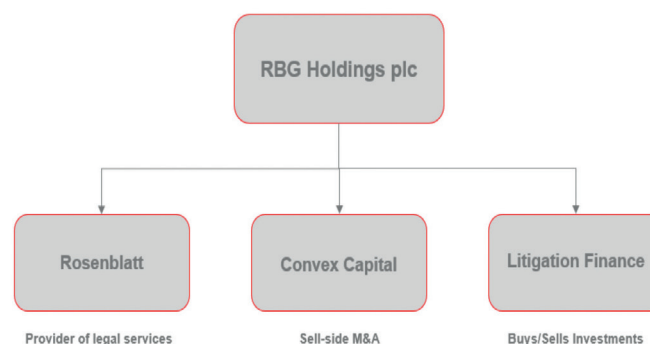 RBG Holdings plc
Rosenblatt
Convex Capital
Litigation Finance
Provider of legal services
Sell-side M&A
Buys/Sells Investments